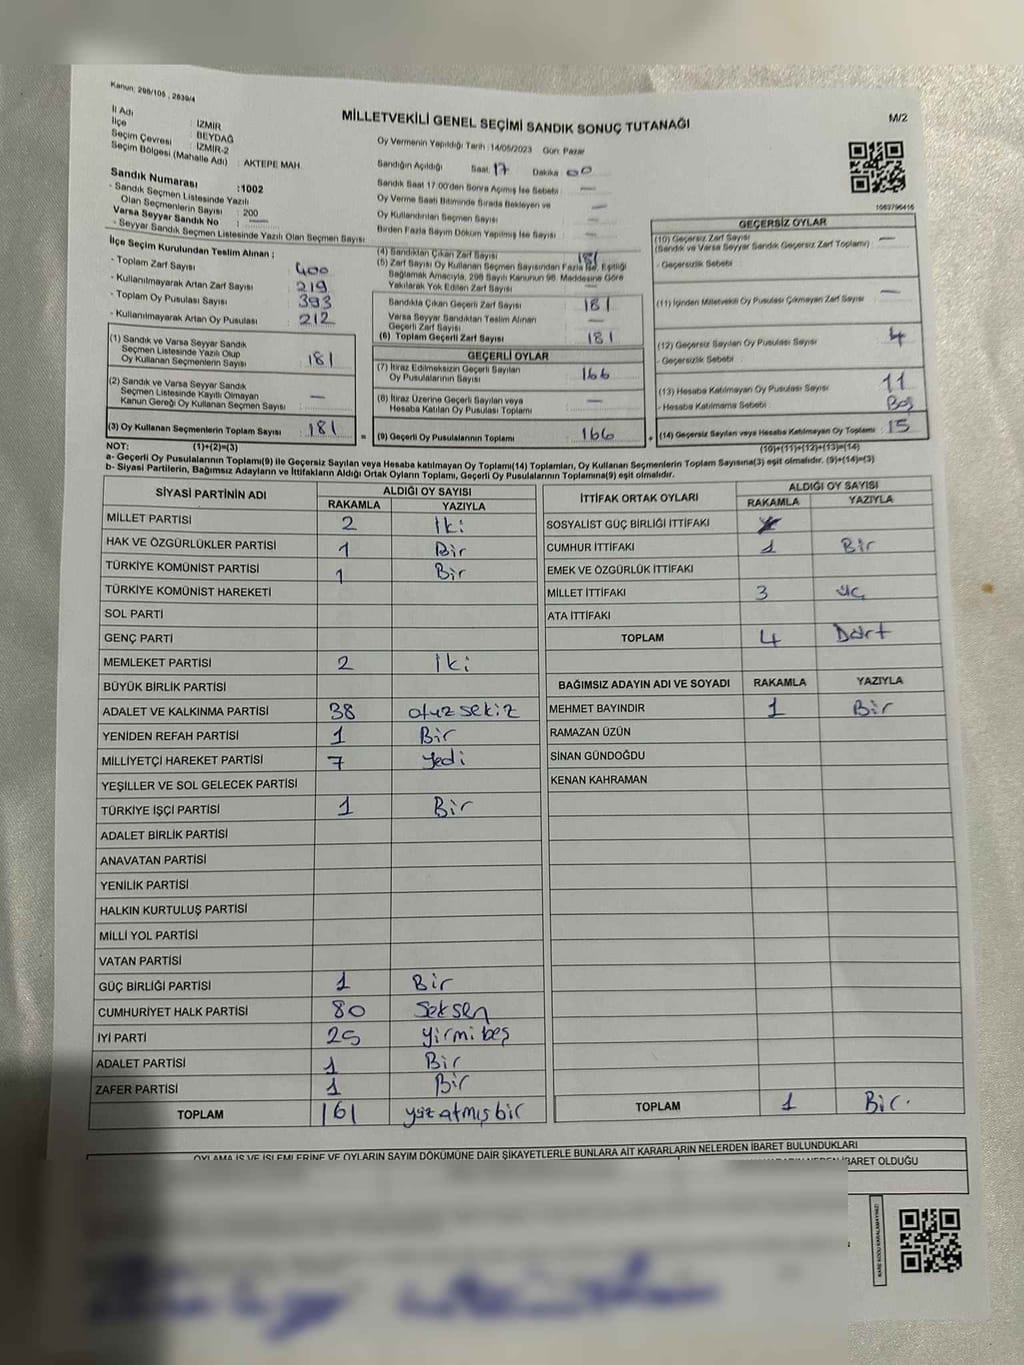 Kanun: 298/105 , 2839/4
MİLLETVEKİLİ GENEL SEÇİMİ SANDIK SONUÇ TUTANAĞI
M/2
İl Adı : İZMİR
İlçe : BEYDAĞ
Seçim Çevresi : İZMİR-2
Seçim Bölgesi (Mahalle Adı) : AKTEPE MAH.
Oy Vermenin Yapıldığı Tarih :14/05/2023 Gün: Pazar
Sandığın Açıldığı Saat: 17 Dakika 00
Sandık Saat 17:00'den Sonra Açımış İse Sebebi : —
Oy Verme Saati Bitiminde Sırada Bekleyen ve —
Oy Kullandırılan Seçmen Sayısı : —
Birden Fazla Sayım Döküm Yapılmış İse Sayısı : —
1063796416
Sandık Numarası :1002
- Sandık Seçmen Listesinde Yazılı
Olan Seçmenlerin Sayısı : 200
Varsa Seyyar Sandık No : —
- Seyyar Sandık Seçmen Listesinde Yazılı Olan Seçmen Sayısı
İlçe Seçim Kurulundan Teslim Alınan ;
- Toplam Zarf Sayısı 400
- Kullanılmayarak Artan Zarf Sayısı 219
- Toplam Oy Pusulası Sayısı 393
- Kullanılmayarak Artan Oy Pusulası 212
(4) Sandıktan Çıkan Zarf Sayısı 181
(5) Zarf Sayısı Oy Kullanan Seçmen Sayısından Fazla İse, Eşitliği
Sağlamak Amacıyla, 298 Sayılı Kanunun 98. Maddesine Göre
Yakılarak Yok Edilen Zarf Sayısı —
Sandıkta Çıkan Geçerli Zarf Sayısı 181
Varsa Seyyar Sandıktan Teslim Alınan
Geçerli Zarf Sayısı —
(6) Toplam Geçerli Zarf Sayısı 181
GEÇERSİZ OYLAR
(10) Geçersiz Zarf Sayısı —
(Sandık ve Varsa Seyyar Sandık Geçersiz Zarf Toplamı)
- Geçersizlik Sebebi
(11) İçinden Milletvekili Oy Pusulası Çıkmayan Zarf Sayısı —
(12) Geçersiz Sayılan Oy Pusulası Sayısı 4
- Geçersizlik Sebebi
(13) Hesaba Katılmayan Oy Pusulası Sayısı 11
- Hesaba Katılmama Sebebi Boş
(14) Geçersiz Sayılan veya Hesaba Katılmayan Oy Toplamı 15
(1) Sandık ve Varsa Seyyar Sandık
Seçmen Listesinde Yazılı Olup
Oy Kullanan Seçmenlerin Sayısı 181
(2) Sandık ve Varsa Seyyar Sandık
Seçmen Listesinde Kayıtlı Olmayan
Kanun Gereği Oy Kullanan Seçmen Sayısı —
(3) Oy Kullanan Seçmenlerin Toplam Sayısı 181
GEÇERLİ OYLAR
(7) İtiraz Edilmeksizin Geçerli Sayılan
Oy Pusulalarının Sayısı 166
(8) İtiraz Üzerine Geçerli Sayılan veya
Hesaba Katılan Oy Pusulası Toplamı —
= (9) Geçerli Oy Pusulalarının Toplamı 166 +
NOT: (1)+(2)=(3) (10)+(11)+(12)+(13)=(14)
a- Geçerli Oy Pusulalarının Toplamı(9) ile Geçersiz Sayılan veya Hesaba katılmayan Oy Toplamı(14) Toplamları, Oy Kullanan Seçmenlerin Toplam Sayısına(3) eşit olmalıdır. (9)+(14)=(3)
b- Siyasi Partilerin, Bağımsız Adayların ve İttifakların Aldığı Ortak Oyların Toplamı, Geçerli Oy Pusulalarının Toplamına(9) eşit olmalıdır.
SİYASİ PARTİNİN ADI ALDIĞI OY SAYISI
RAKAMLA YAZIYLA
MİLLET PARTİSİ 2 İki
HAK VE ÖZGÜRLÜKLER PARTİSİ 1 Bir
TÜRKİYE KOMÜNİST PARTİSİ 1 Bir
TÜRKİYE KOMÜNİST HAREKETİ
SOL PARTİ
GENÇ PARTİ
MEMLEKET PARTİSİ 2 İki
BÜYÜK BİRLİK PARTİSİ
ADALET VE KALKINMA PARTİSİ 38 otuz sekiz
YENİDEN REFAH PARTİSİ 1 Bir
MİLLİYETÇİ HAREKET PARTİSİ 7 Yedi
YEŞİLLER VE SOL GELECEK PARTİSİ
TÜRKİYE İŞÇİ PARTİSİ 1 Bir
ADALET BİRLİK PARTİSİ
ANAVATAN PARTİSİ
YENİLİK PARTİSİ
HALKIN KURTULUŞ PARTİSİ
MİLLİ YOL PARTİSİ
VATAN PARTİSİ
GÜÇ BİRLİĞİ PARTİSİ 1 Bir
CUMHURİYET HALK PARTİSİ 80 Seksen
İYİ PARTİ 25 yirmi beş
ADALET PARTİSİ 1 Bir
ZAFER PARTİSİ 1 Bir
TOPLAM 161 yüz atmış bir
İTTİFAK ORTAK OYLARI ALDIĞI OY SAYISI
RAKAMLA YAZIYLA
SOSYALİST GÜÇ BİRLİĞİ İTTİFAKI
CUMHUR İTTİFAKI 1 Bir
EMEK VE ÖZGÜRLÜK İTTİFAKI
MİLLET İTTİFAKI 3 üç
ATA İTTİFAKI
TOPLAM 4 Dört
BAĞIMSIZ ADAYIN ADI VE SOYADI RAKAMLA YAZIYLA
MEHMET BAYINDIR 1 Bir
RAMAZAN ÜZÜN
SİNAN GÜNDOĞDU
KENAN KAHRAMAN
TOPLAM 1 Bir.
OYLAMA İŞ VE İŞLEMLERİNE VE OYLARIN SAYIM DÖKÜMÜNE DAİR ŞİKAYETLERLE BUNLARA AİT KARARLARIN NELERDEN İBARET BULUNDUKLARI
İBARET OLDUĞU
KARE KODU KARALAMAYINIZ!